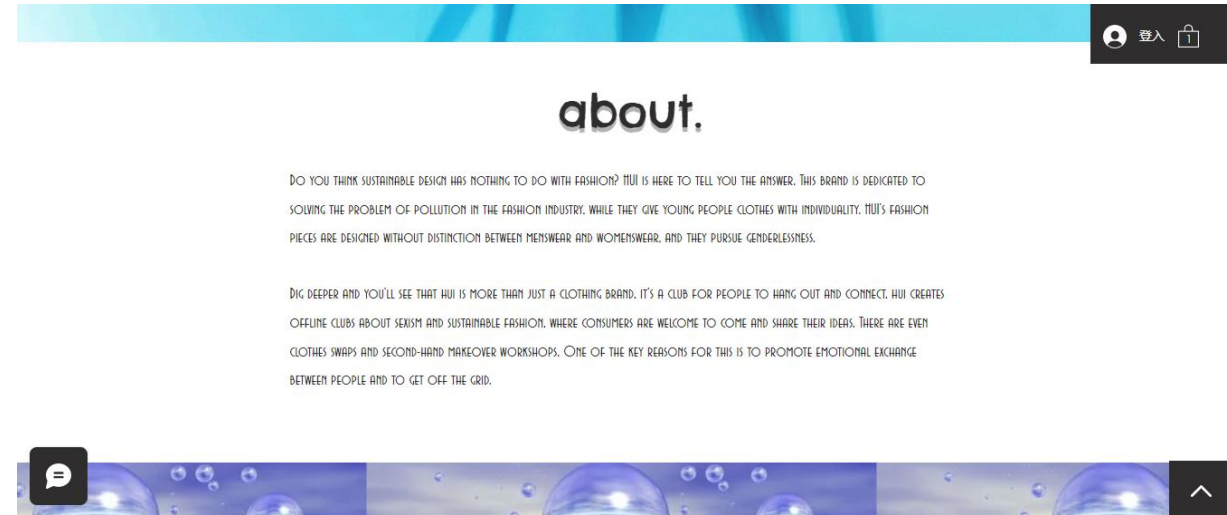 登入 1
about.
Do you think sustainable design has nothing to do with fashion? HUI is here to tell you the answer. This brand is dedicated to
solving the problem of pollution in the fashion industry, while they give young people clothes with individuality. HUI's fashion
pieces are designed without distinction between menswear and womenswear, and they pursue genderlessness.
Dig deeper and you'll see that hui is more than just a clothing brand, it's a club for people to hang out and connect. hui creates
offline clubs about sexism and sustainable fashion, where consumers are welcome to come and share their ideas. There are even
clothes swaps and second-hand makeover workshops. One of the key reasons for this is to promote emotional exchange
between people and to get off the grid.